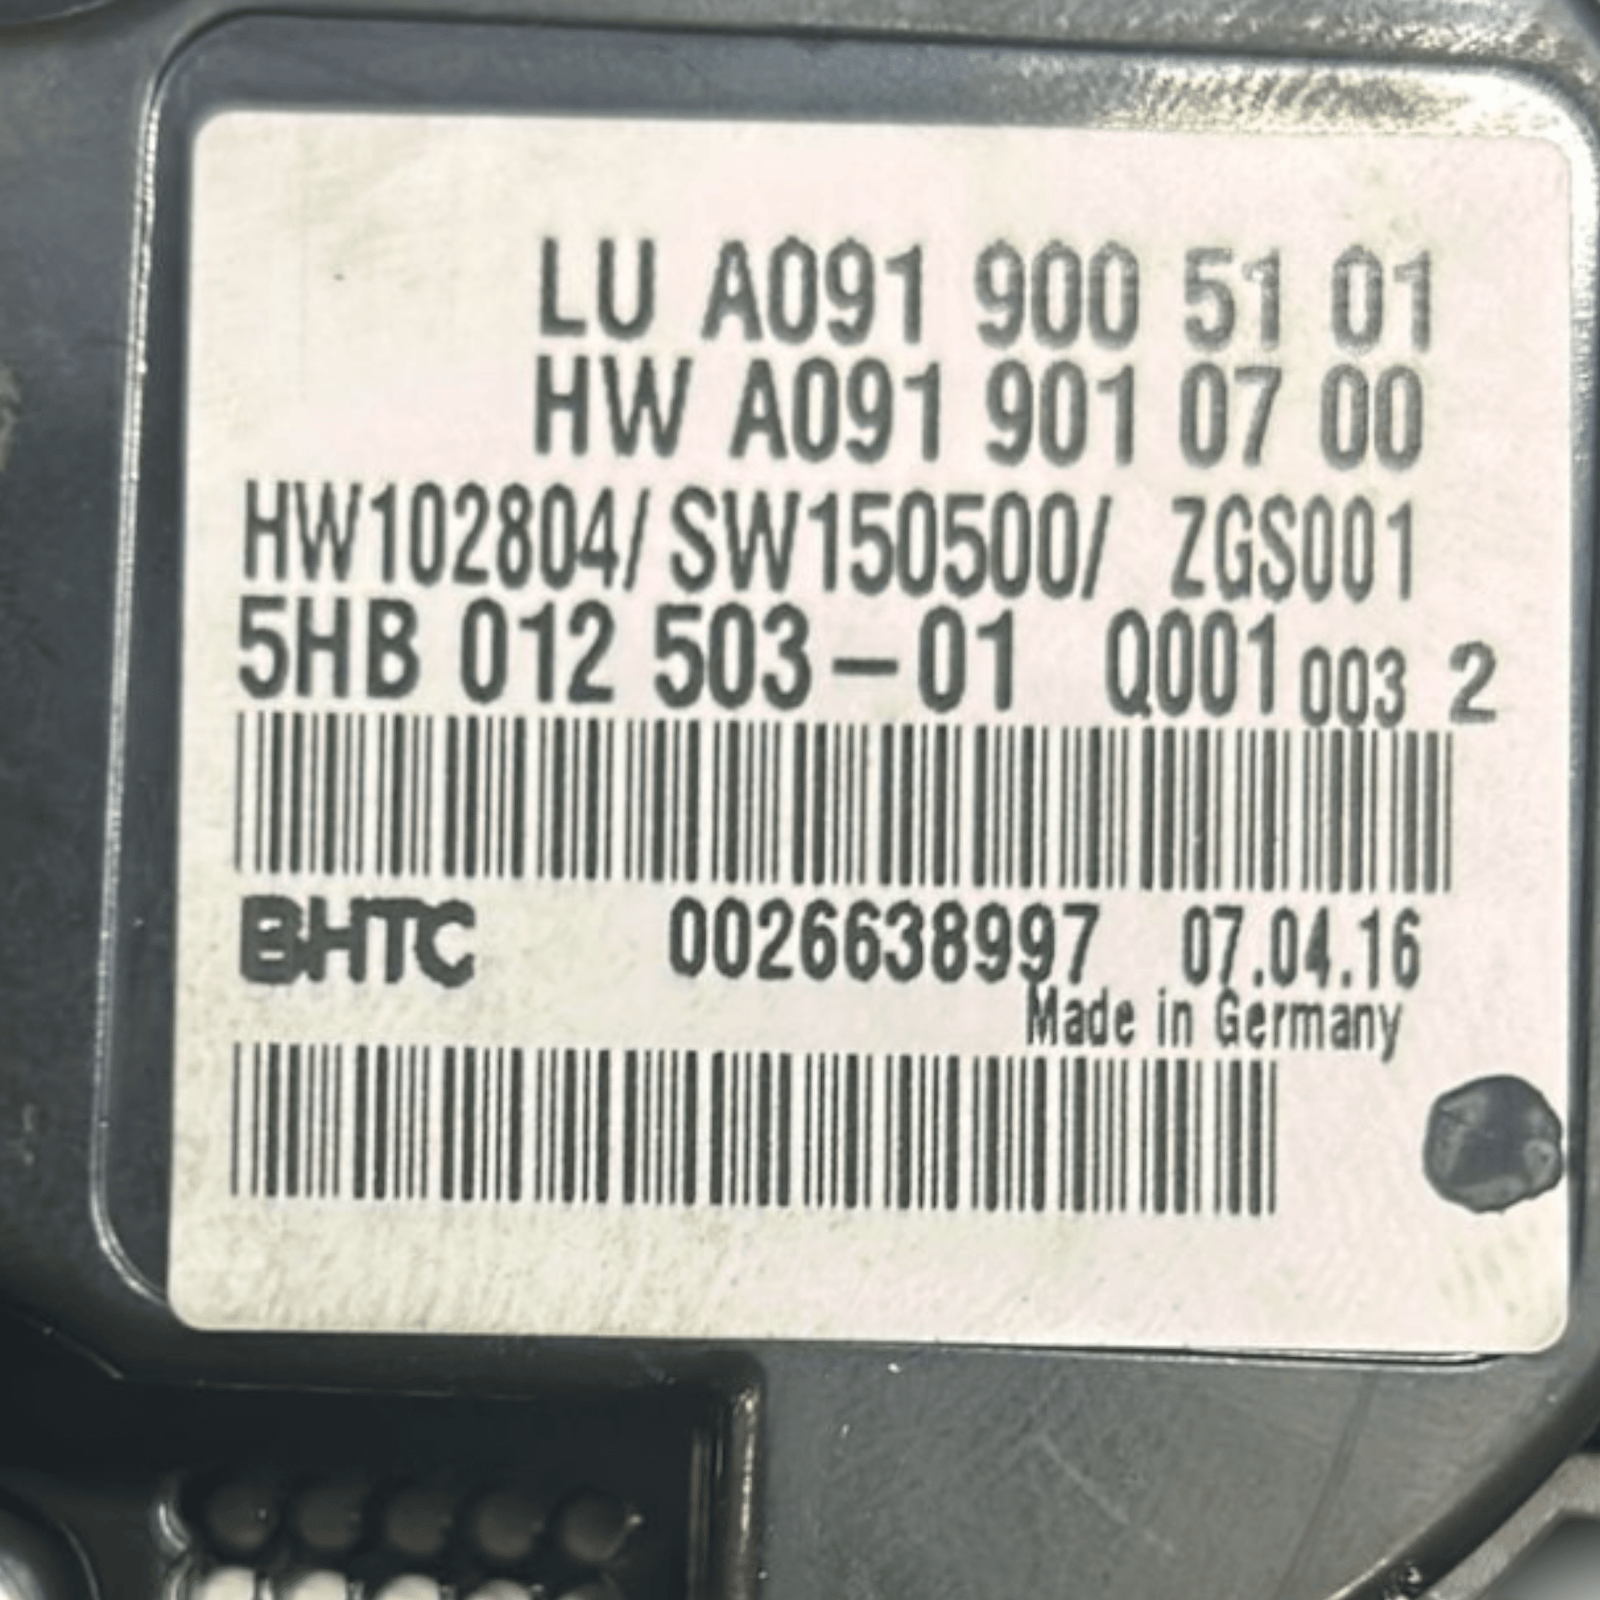 LU A091 900 51 01
HW A091 901 07 00
HW102804/ SW150500/ ZGS001
5HB 012 503-01 Q001 003 2
BHTC 0026638997 07.04.16
Made in Germany